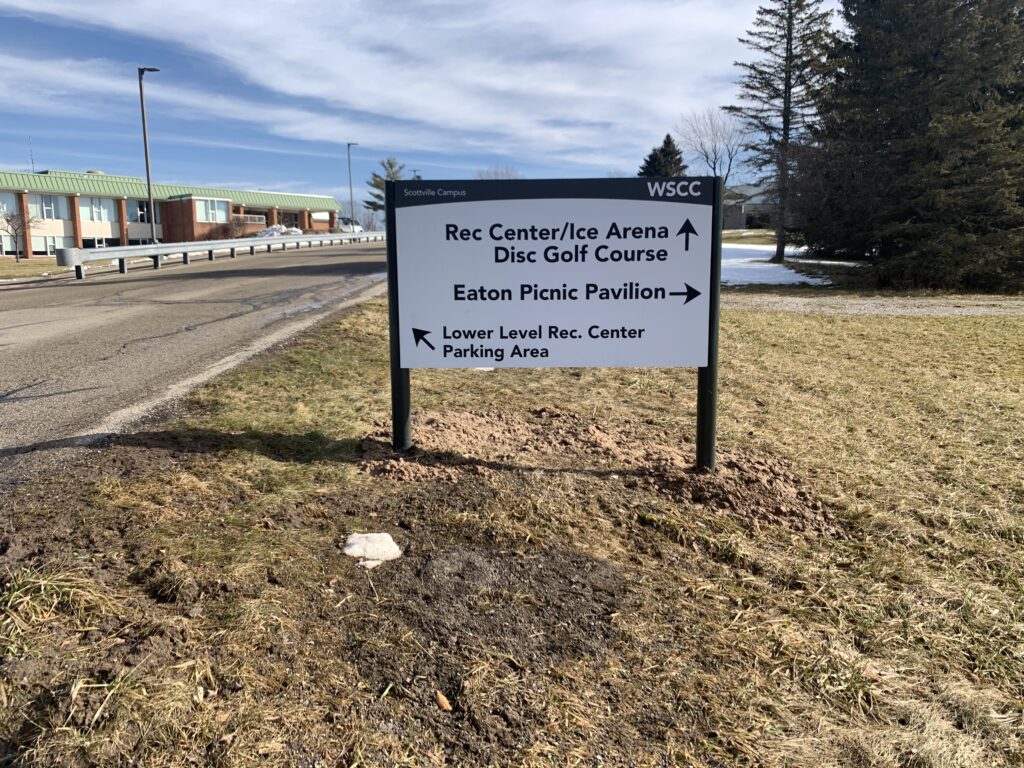 Scottville Campus WSCC
Rec Center/Ice Arena
Disc Golf Course
Eaton Picnic Pavilion
Lower Level Rec. Center
Parking Area